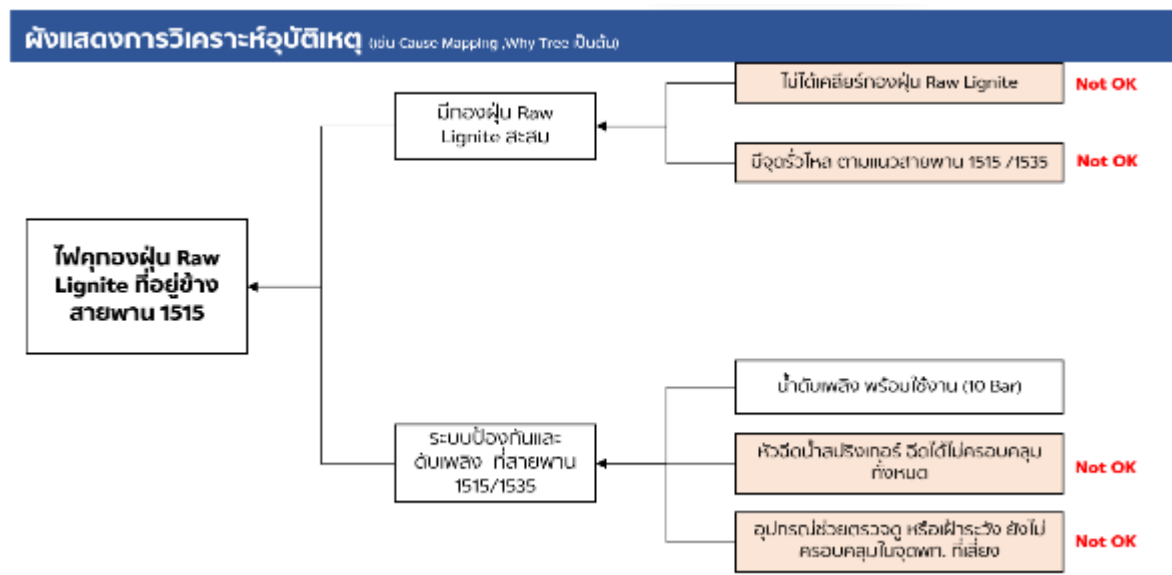 ผังแสดงการวิเคราะห์อุบัติเหตุ (เช่น Cause Mapping ,Why Tree เป็นต้น)
ไม่ได้เคลียร์กองฝุ่น Raw Lignite
Not OK
มีกองฝุ่น Raw
Lignite สะสม
มีจุดรั่วไหล ตามแนวสายพาน 1515 /1535
Not OK
ไฟคุกองฝุ่น Raw
Lignite ที่อยู่ข้าง
สายพาน 1515
น้ำดับเพลิง พร้อมใช้งาน (10 Bar)
ระบบป้องกันและ
ดับเพลิง ที่สายพาน
1515/1535
หัวฉีดน้ำสปริงเกอร์ ฉีดได้ไม่ครอบคลุม
ทั้งหมด
Not OK
อุปกรณ์ช่วยตรวจดู หรือเฝ้าระวัง ยังไม่
ครอบคลุมในจุดพท. ที่เสี่ยง
Not OK